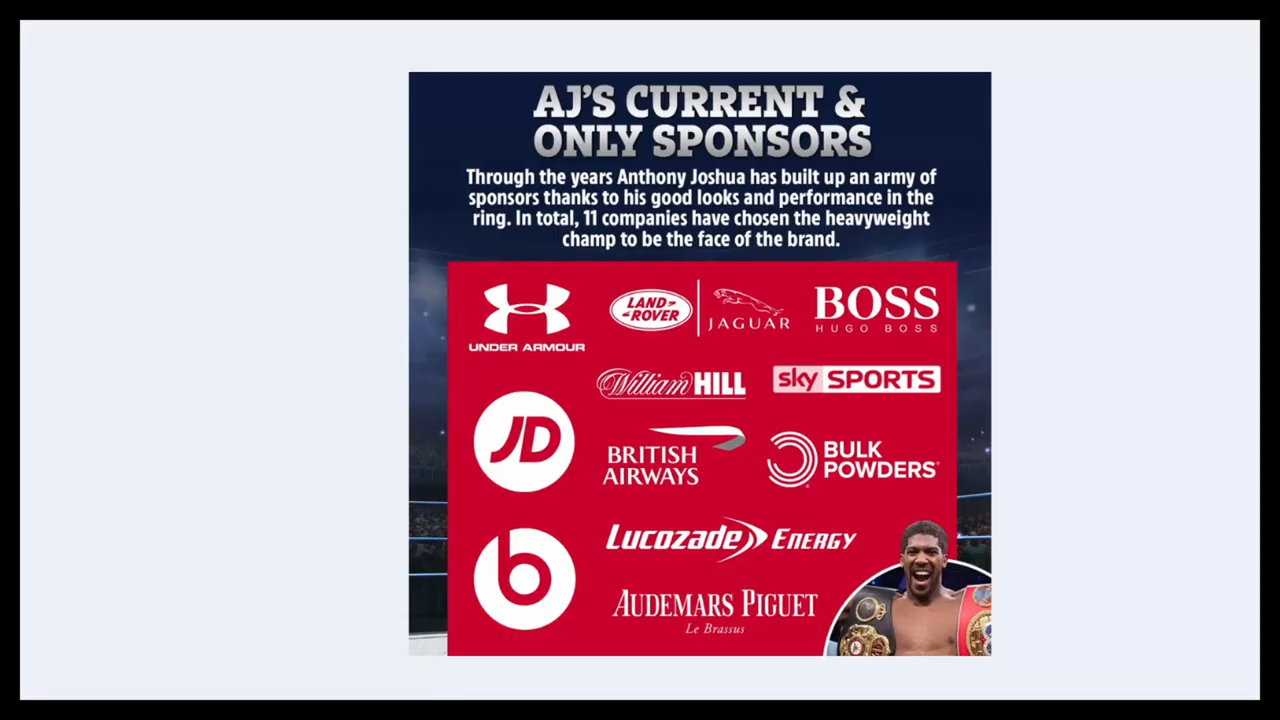 AJ'S CURRENT &
ONLY SPONSORS
Through the years Anthony Joshua has built up an army of
sponsors thanks to his good looks and performance in the
ring. In total, 11 companies have chosen the heavyweight
champ to be the face of the brand.
UNDER ARMOUR
LAND-
ROVER
JAGUAR
BOSS
HUGO BOSS
William HILL
sky SPORTS
JD
BRITISH
AIRWAYS
BULK
POWDERS
b
Lucozade ENERGY
AUDEMARS PIGUET
Le Brassus